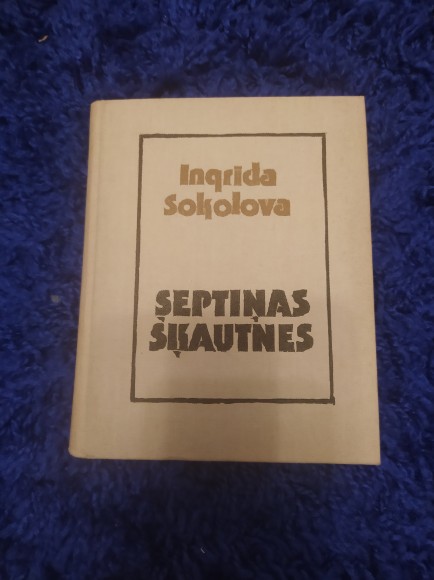 Ingrida
Sokolova
SEPTIŅAS
ŠĶAUTNES